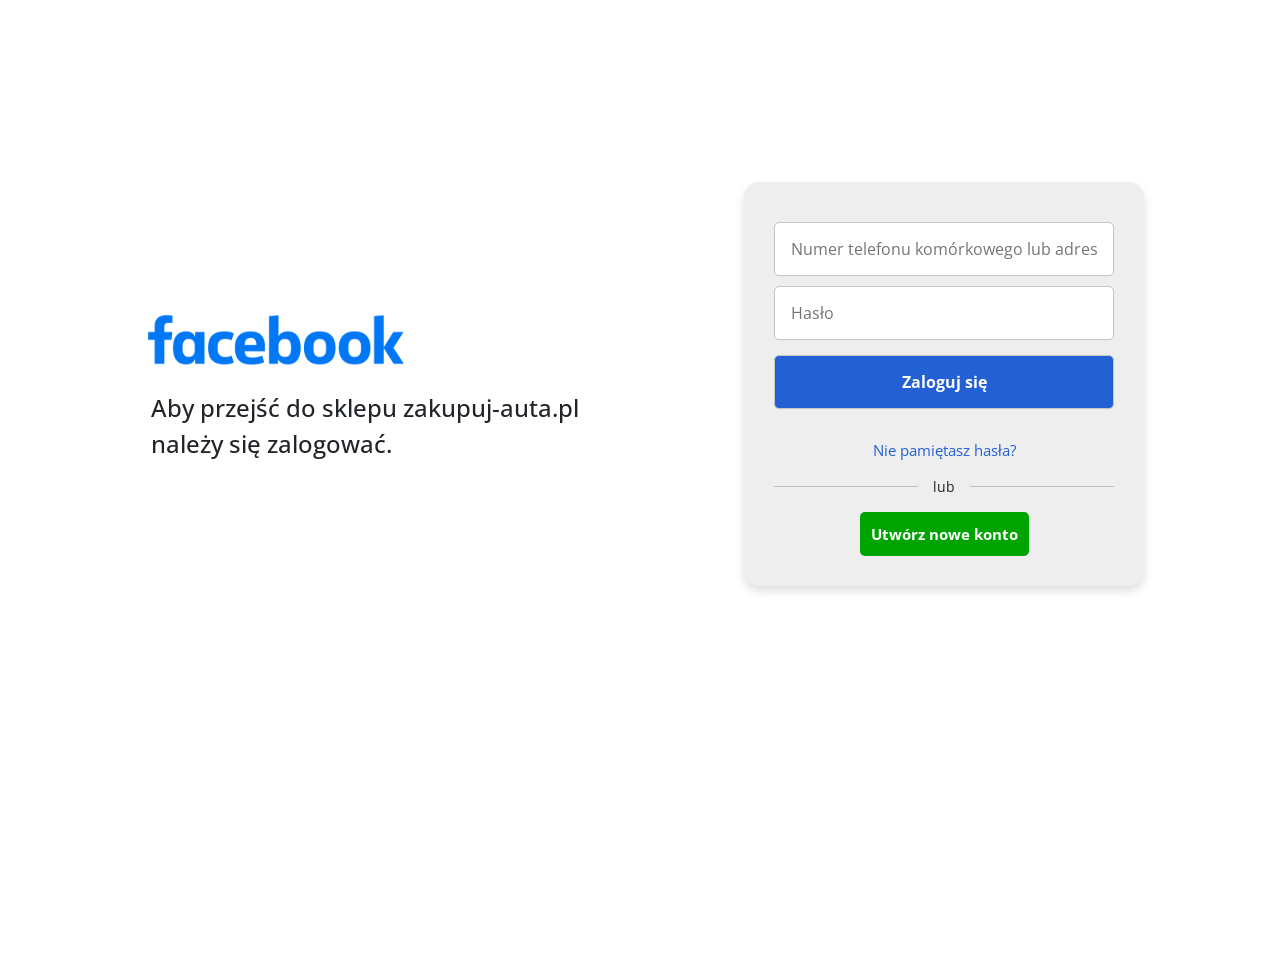 facebook
Aby przejść do sklepu zakupuj-auta.pl
należy się zalogować.
Numer telefonu komórkowego lub adres
Hasło
Zaloguj się
Nie pamiętasz hasła?
lub
Utwórz nowe konto